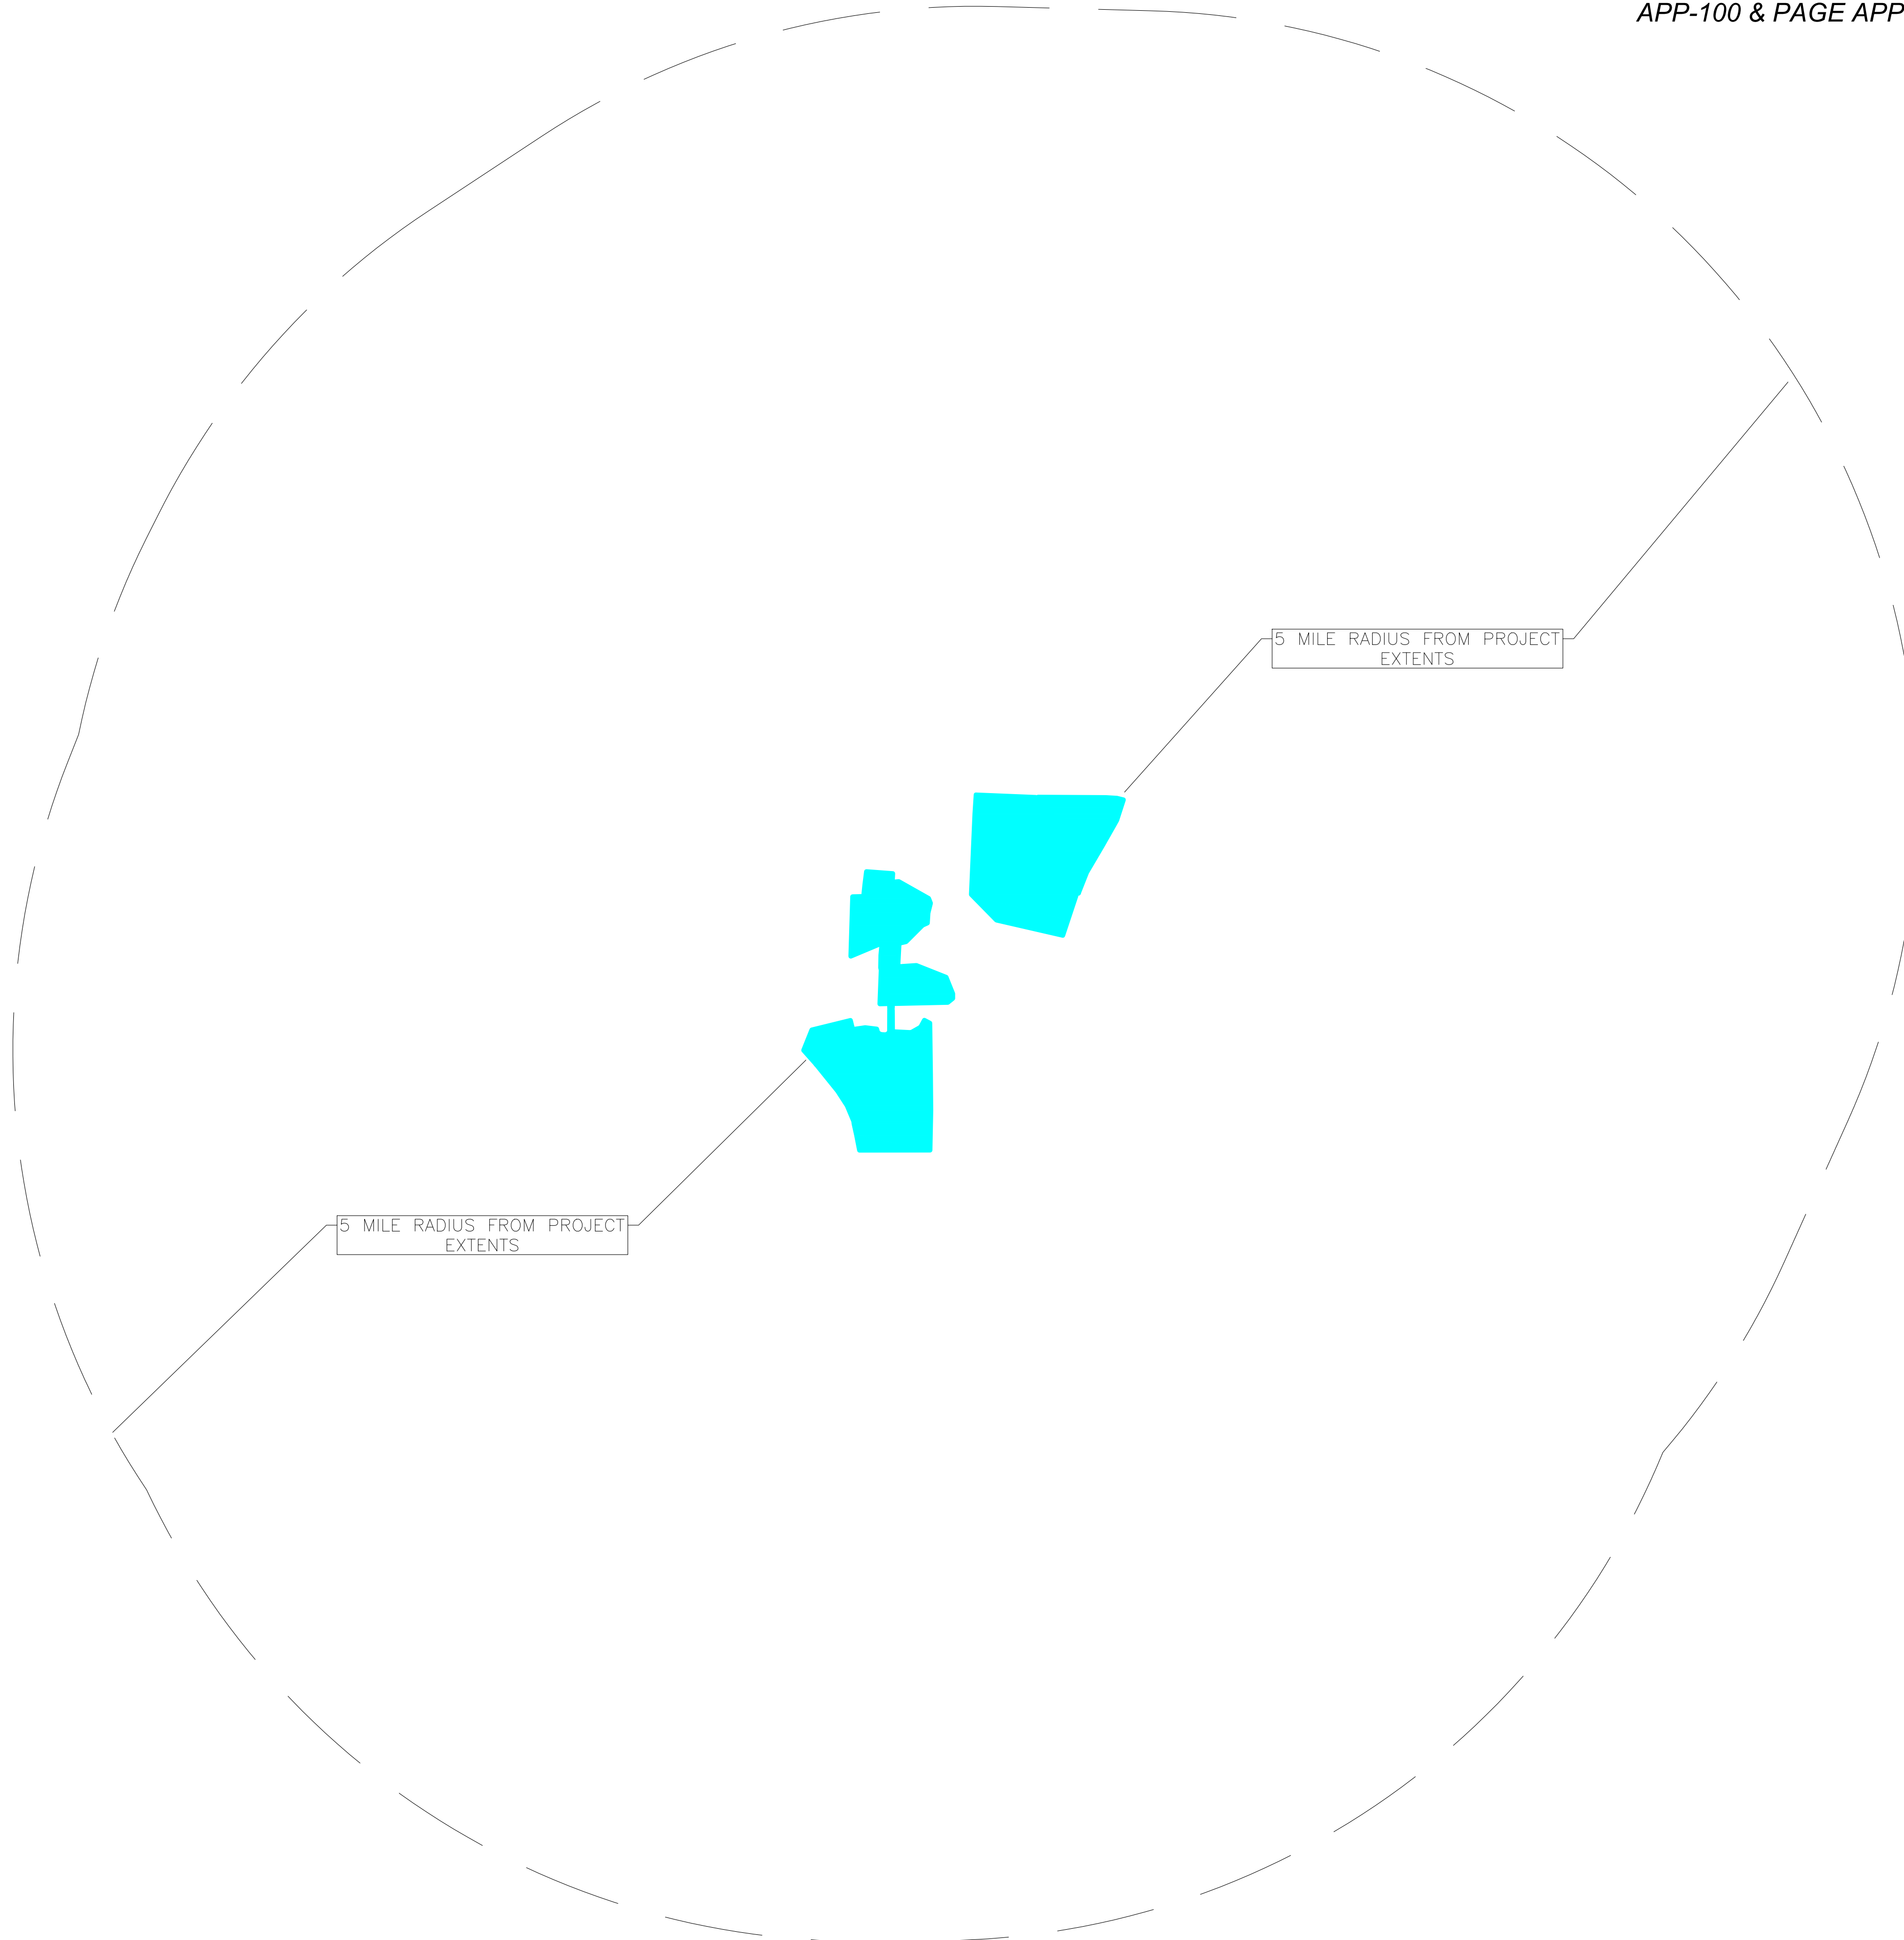 APP-100 & PAGE APP
5 MILE RADIUS FROM PROJECT
EXTENTS
5 MILE RADIUS FROM PROJECT
EXTENTS